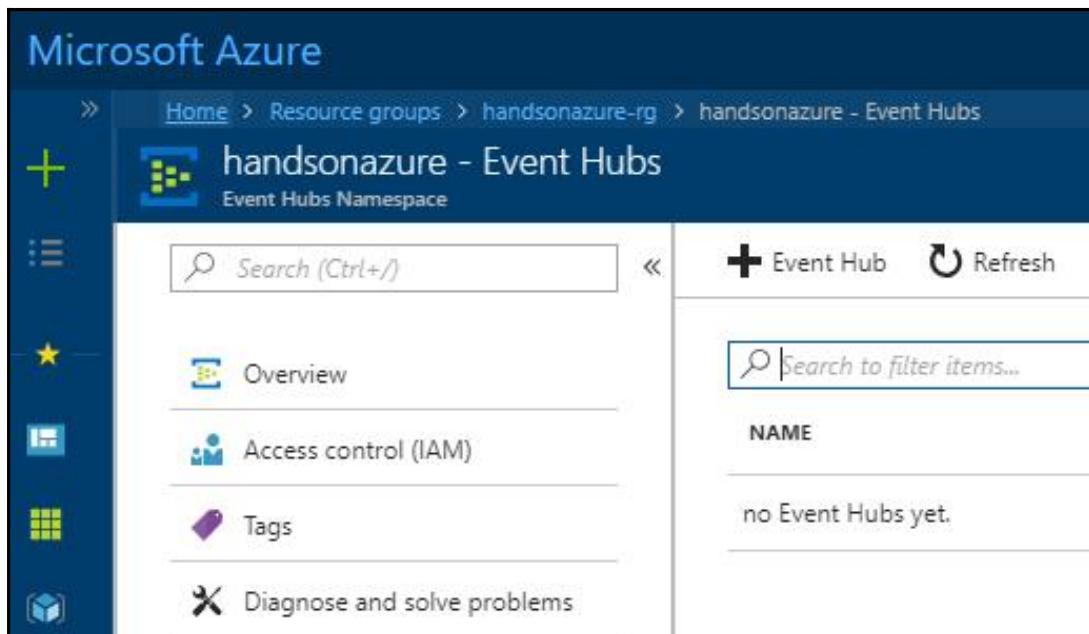 Microsoft Azure
Home > Resource groups > handsonazure-rg > handsonazure - Event Hubs
handsonazure - Event Hubs
Event Hubs Namespace
Search (Ctrl+/)
Overview
Access control (IAM)
Tags
Diagnose and solve problems
Event Hub Refresh
Search to filter items...
NAME
no Event Hubs yet.